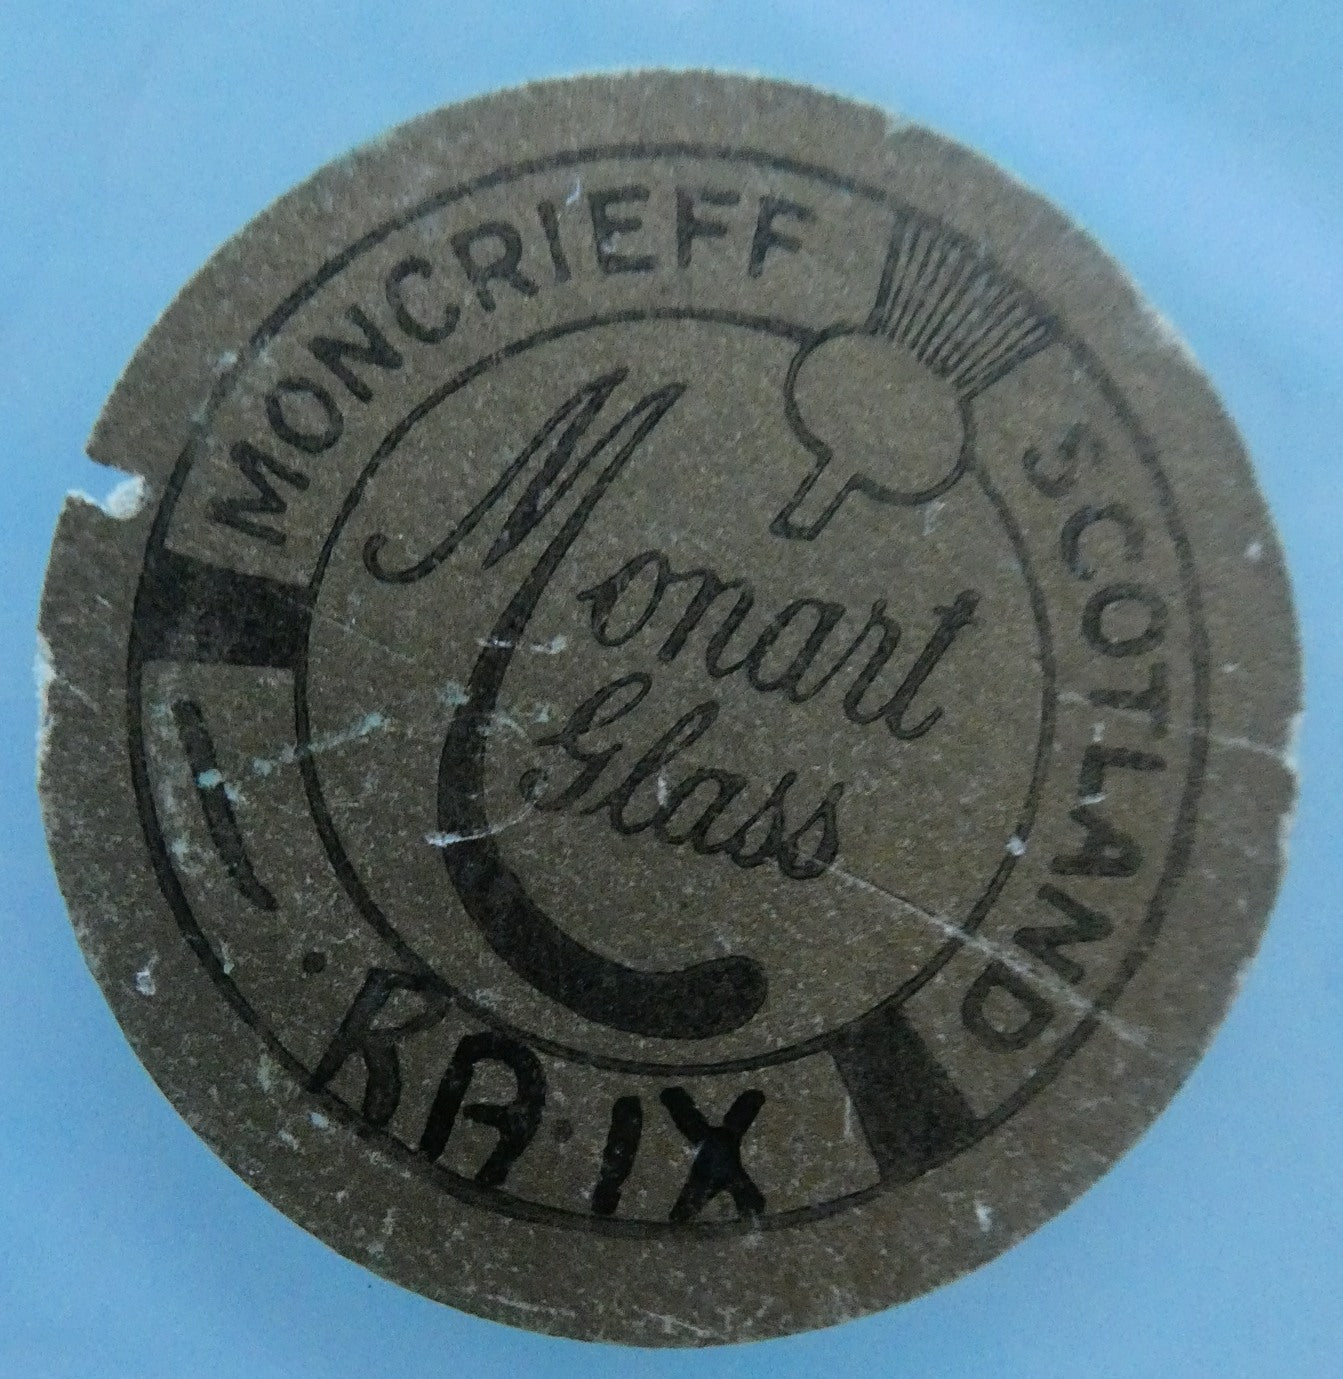 MONCRIEFF
SCOTLAND
Monart
Glass
I. RA. IX